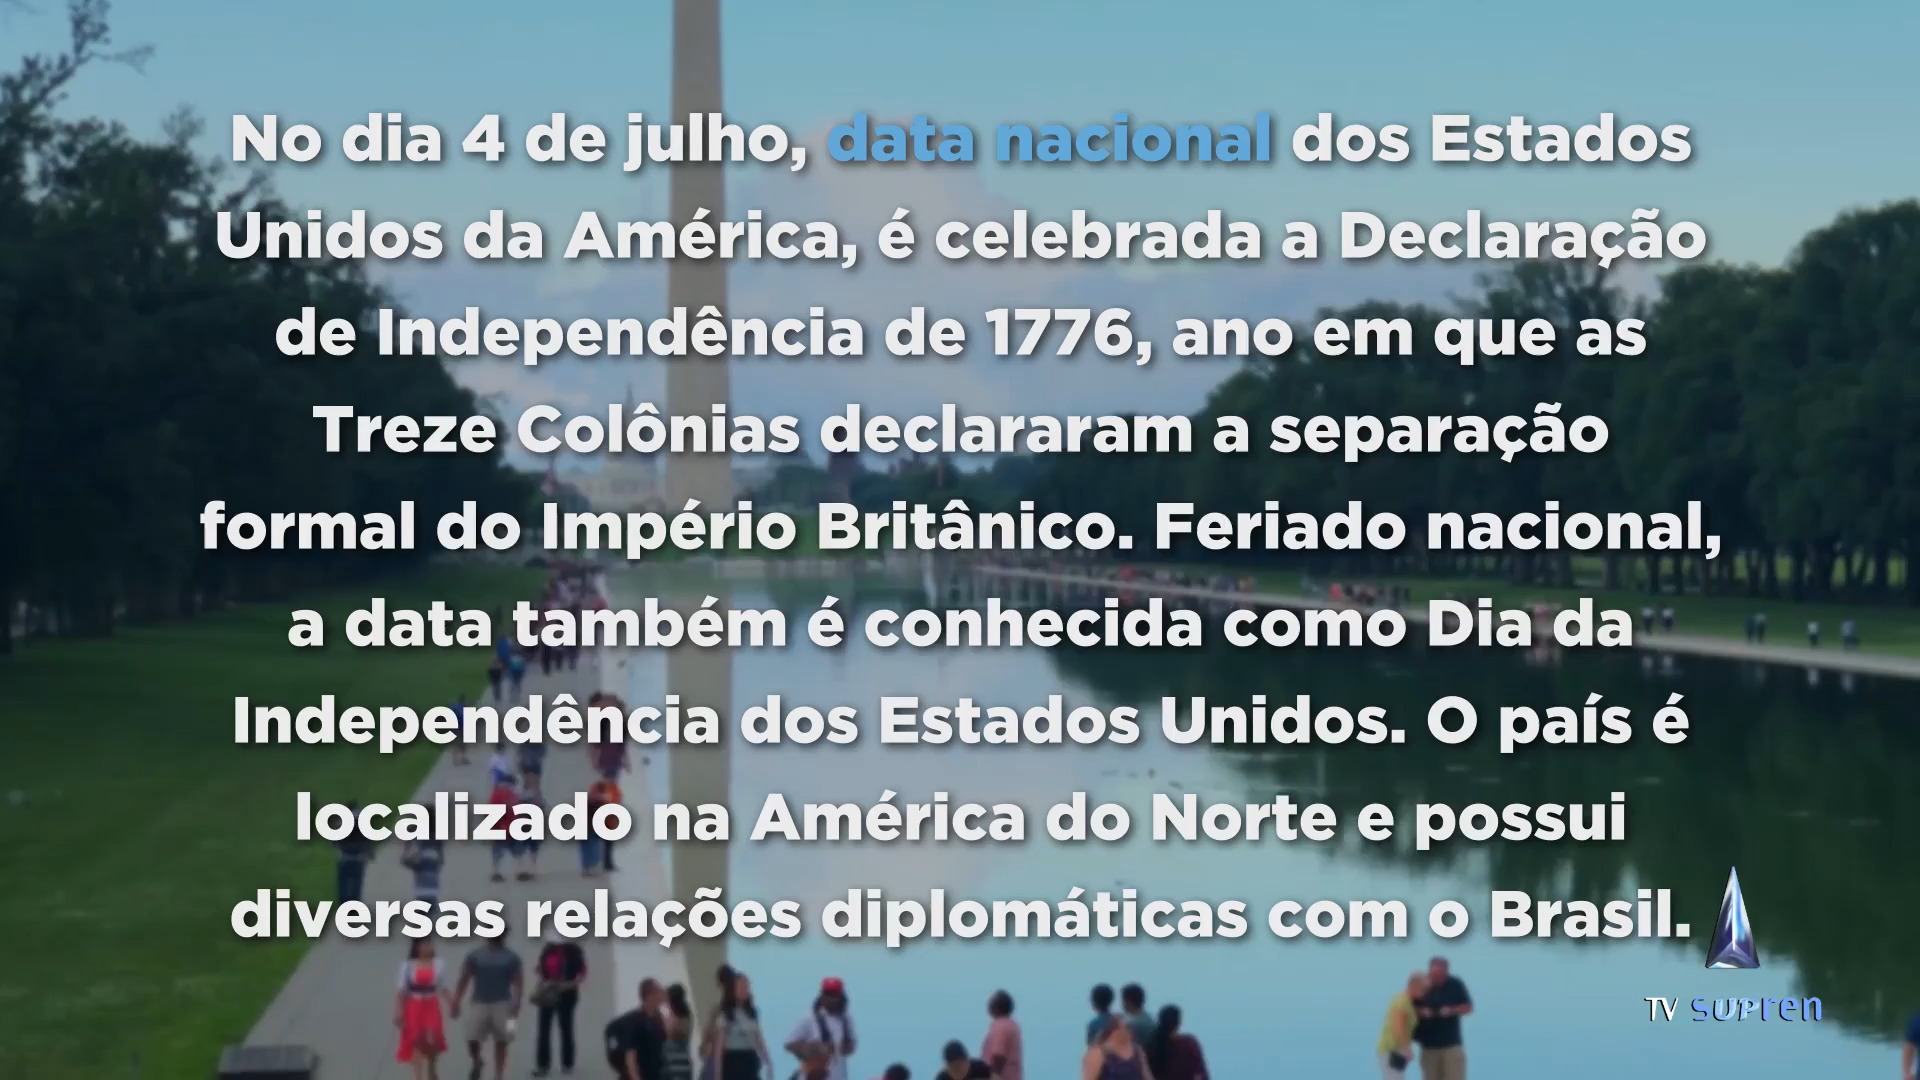 No dia 4 de julho, data nacional dos Estados
Unidos da América, é celebrada a Declaração
de Independência de 1776, ano em que as
Treze Colônias declararam a separação
formal do Império Britânico. Feriado nacional,
a data também é conhecida como Dia da
Independência dos Estados Unidos. O país é
localizado na América do Norte e possui
diversas relações diplomáticas com o Brasil.
TV SUPREN